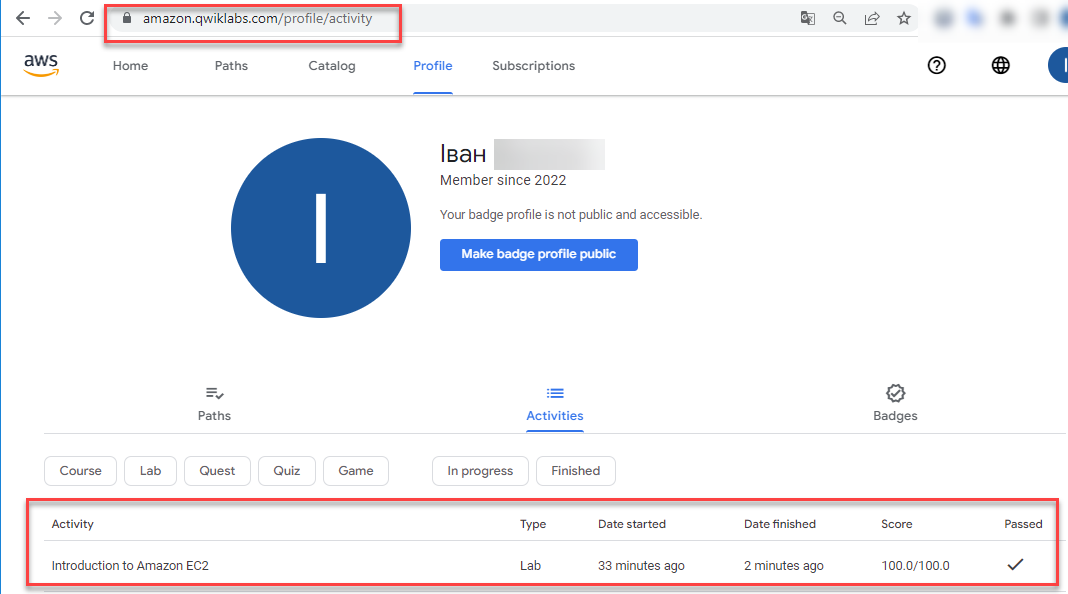 amazon.qwiklabs.com/profile/activity
aws Home Paths Catalog Profile Subscriptions
I
I
Іван
Member since 2022
Your badge profile is not public and accessible.
Make badge profile public
Paths Activities Badges
Course Lab Quest Quiz Game In progress Finished
Activity Type Date started Date finished Score Passed
Introduction to Amazon EC2 Lab 33 minutes ago 2 minutes ago 100.0/100.0